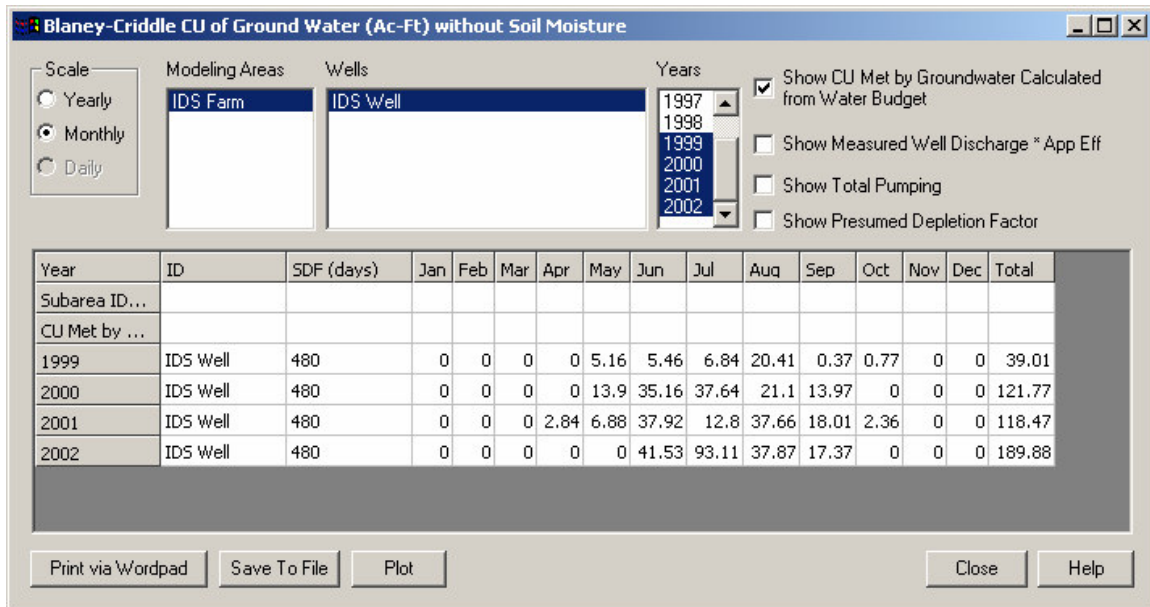 Blaney-Criddle CU of Ground Water (Ac-Ft) without Soil Moisture
Scale
Yearly
Monthly
Daily
Modeling Areas
IDS Farm
Wells
IDS Well
Years
1997
1998
1999
2000
2001
2002
Show CU Met by Groundwater Calculated
from Water Budget
Show Measured Well Discharge * App Eff
Show Total Pumping
Show Presumed Depletion Factor
Year ID SDF (days) Jan Feb Mar Apr May Jun Jul Aug Sep Oct Nov Dec Total
Subarea ID...
CU Met by ...
1999 IDS Well 480 0 0 0 0 5.16 5.46 6.84 20.41 0.37 0.77 0 0 39.01
2000 IDS Well 480 0 0 0 0 13.9 35.16 37.64 21.1 13.97 0 0 0 121.77
2001 IDS Well 480 0 0 0 2.84 6.88 37.92 12.8 37.66 18.01 2.36 0 0 118.47
2002 IDS Well 480 0 0 0 0 0 41.53 93.11 37.87 17.37 0 0 0 189.88
Print via Wordpad Save To File Plot Close Help